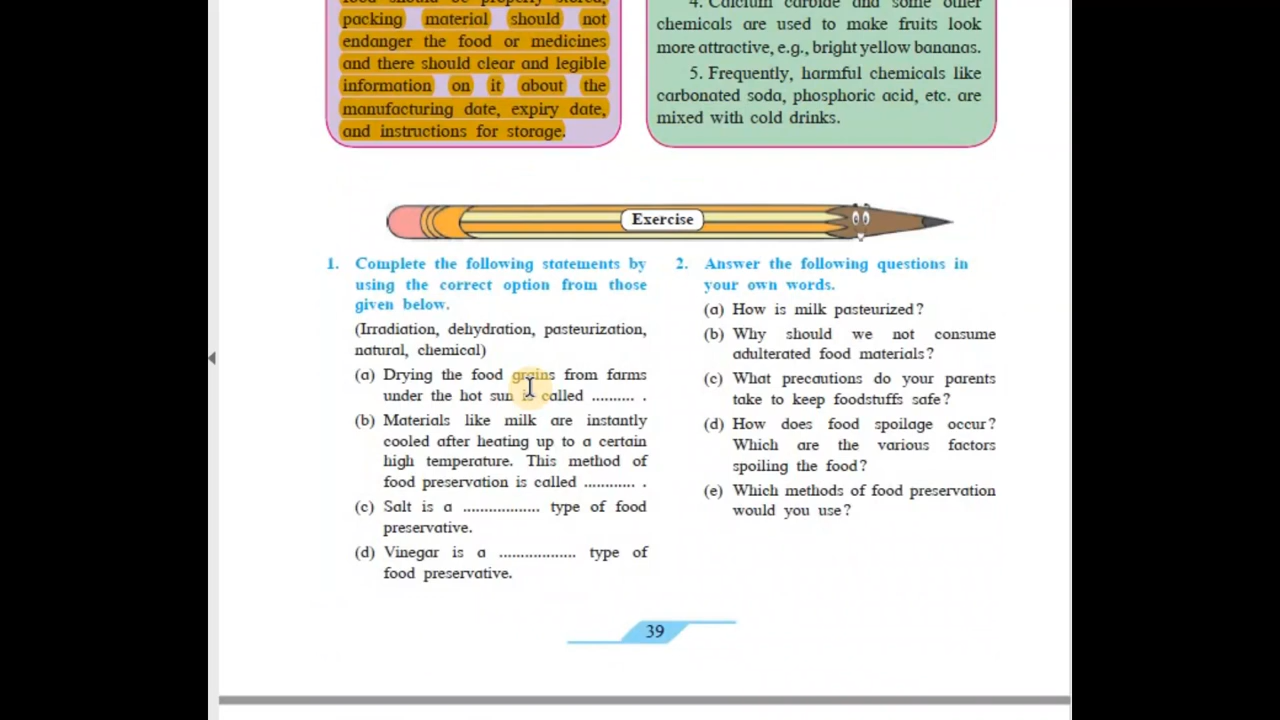 food should be properly stored,
packing material should not
endanger the food or medicines
and there should clear and legible
information on it about the
manufacturing date, expiry date,
and instructions for storage.
4. Calcium carbide and some other
chemicals are used to make fruits look
more attractive, e.g., bright yellow bananas.
5. Frequently, harmful chemicals like
carbonated soda, phosphoric acid, etc. are
mixed with cold drinks.
Exercise
1. Complete the following statements by
using the correct option from those
given below.
(Irradiation, dehydration, pasteurization,
natural, chemical)
(a) Drying the food grains from farms
under the hot sun is called .......... .
(b) Materials like milk are instantly
cooled after heating up to a certain
high temperature. This method of
food preservation is called ............ .
(c) Salt is a .................. type of food
preservative.
(d) Vinegar is a .................. type of
food preservative.
2. Answer the following questions in
your own words.
(a) How is milk pasteurized?
(b) Why should we not consume
adulterated food materials?
(c) What precautions do your parents
take to keep foodstuffs safe?
(d) How does food spoilage occur?
Which are the various factors
spoiling the food?
(e) Which methods of food preservation
would you use?
39